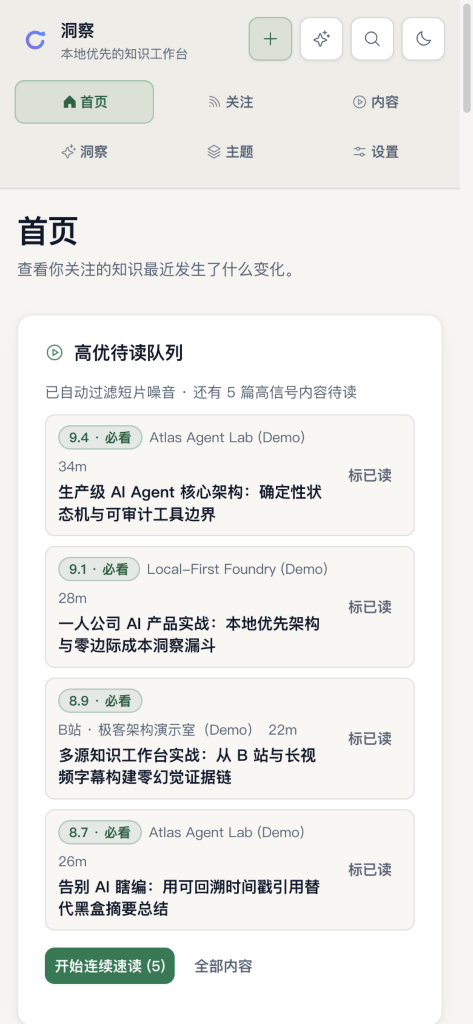 洞察
本地优先的知识工作台
首页
关注
内容
洞察
主题
设置
首页
查看你关注的知识最近发生了什么变化。
高优待读队列
已自动过滤短片噪音 · 还有 5 篇高信号内容待读
9.4 · 必看 Atlas Agent Lab (Demo)
34m
生产级 AI Agent 核心架构：确定性状
态机与可审计工具边界
标已读
9.1 · 必看 Local-First Foundry (Demo)
28m
一人公司 AI 产品实战：本地优先架构
与零边际成本洞察漏斗
标已读
8.9 · 必看
B站 · 极客架构演示室（Demo） 22m
多源知识工作台实战：从 B 站与长视
频字幕构建零幻觉证据链
标已读
8.7 · 必看 Atlas Agent Lab (Demo)
26m
告别 AI 瞎编：用可回溯时间戳引用替
代黑盒摘要总结
标已读
开始连续速读 (5) 全部内容